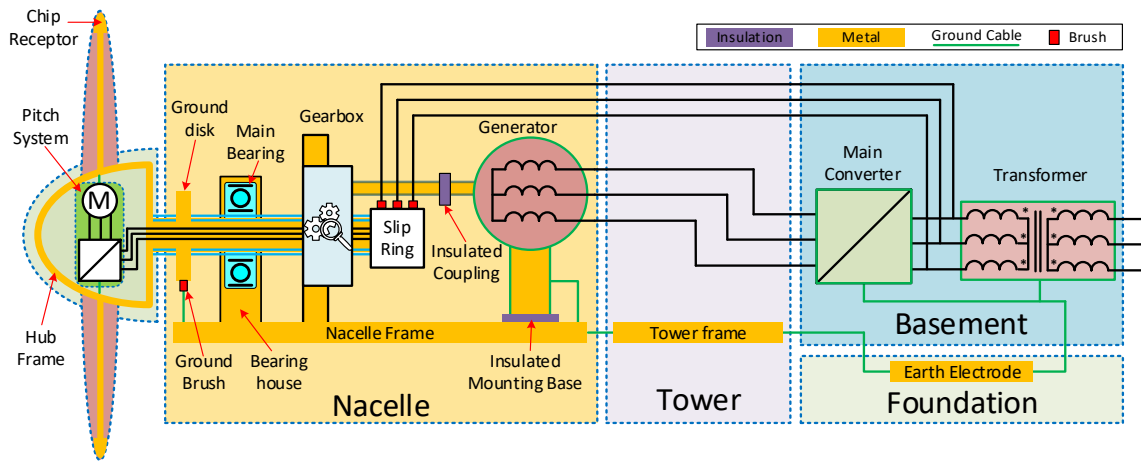 Chip
Receptor
Insulation
Metal
Ground Cable
Brush
Pitch
System
Ground
disk
Main
Bearing
Gearbox
Generator
Main
Converter
Transformer
M
Slip
Ring
Insulated
Coupling
* *
* *
* *
Hub
Frame
Nacelle Frame
Tower frame
Basement
Ground
Brush
Bearing
house
Insulated
Mounting Base
Earth Electrode
Nacelle
Tower
Foundation